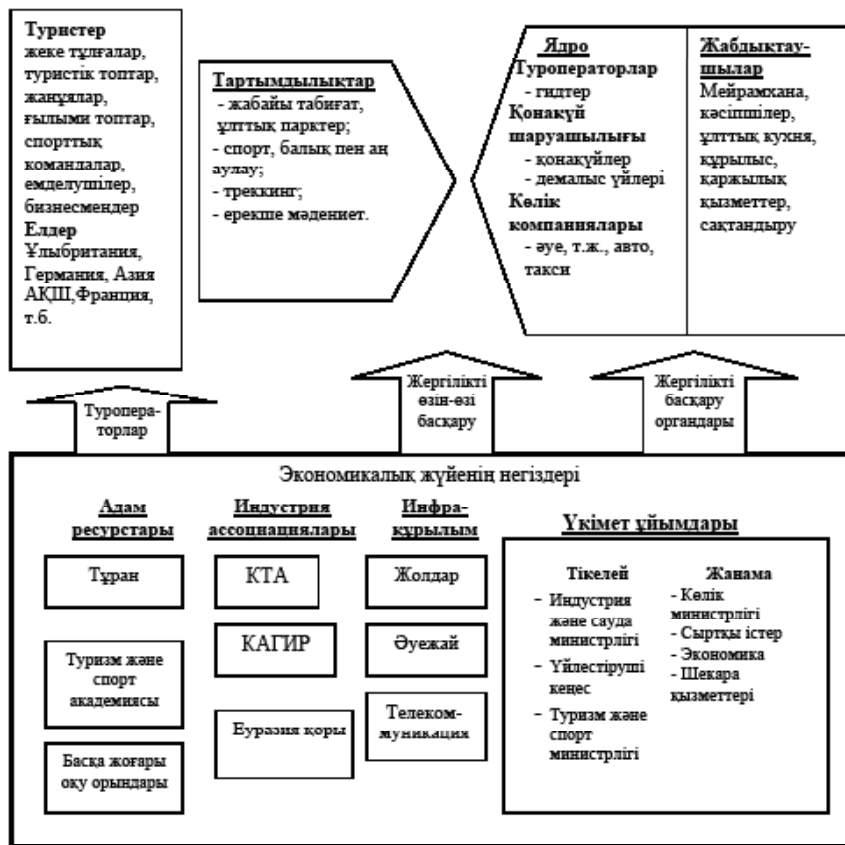 Туристер
жеке тұлғалар,
туристік топтар,
жанұялар,
ғылыми топтар,
спорттық
командалар,
емделушілер,
бизнесмендер
Елдер
Ұлыбритания,
Германия, Азия
АҚШ,Франция,
т.б.
Тартымдылықтар
- жабайы табиғат,
ұлттық парктер;
- спорт, балық пен аң
аулау;
- треккинг;
- ерекше мәдениет.
Ядро
Туроператорлар
- гидтер
Қонақүй
шаруашылығы
- қонақүйлер
- демалыс үйлері
Көлік
компаниялары
- әуе, т.ж., авто,
такси
Жабдықтау-
шылар
Мейрамхана,
кәсіпшілер,
ұлттық кухня,
құрылыс,
қаржылық
қызметтер,
сақтандыру
Туропера-
торлар
Жергілікті
өзін-өзі
басқару
Жергілікті
басқару
органдары
Экономикалық жүйенің негіздері
Адам
ресурстары
Тұран
Туризм және
спорт
академиясы
Басқа жоғары
оқу орындары
Индустрия
ассоциациялары
КТА
КАГИР
Еуразия қоры
Инфра-
құрылым
Жолдар
Әуежай
Телеком-
муникация
Үкімет ұйымдары
Тікелей
- Индустрия
және сауда
министрлігі
- Үйлестіруші
кеңес
- Туризм және
спорт
министрлігі
Жанама
- Көлік
министрлігі
- Сыртқы істер
- Экономика
- Шекара
қызметтері